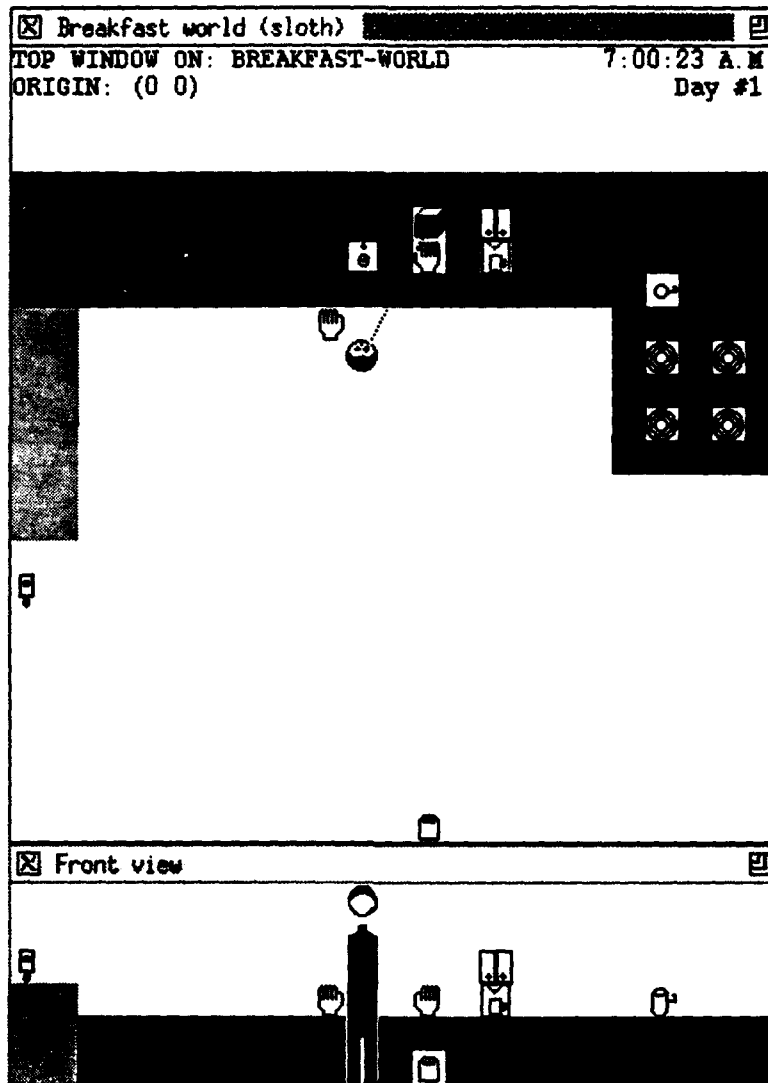 Breakfast world (sloth)
TOP WINDOW ON: BREAKFAST-WORLD 7:00:23 A.M
ORIGIN: (0 0) Day #1
Front view